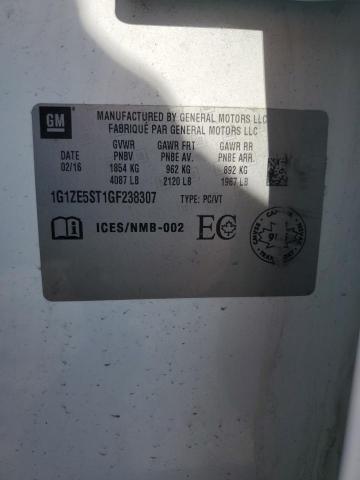 GM
MANUFACTURED BY GENERAL MOTORS LLC
FABRIQUÉ PAR GENERAL MOTORS LLC
GVWR GAWR FRT GAWR RR
DATE PNBV PNBE AV. PNBE ARR.
02/16 1854 KG 962 KG 892 KG
4087 LB 2120 LB 1967 LB
1G1ZE5ST1GF238307 TYPE: PC/VT
ICES/NMB-002 EC